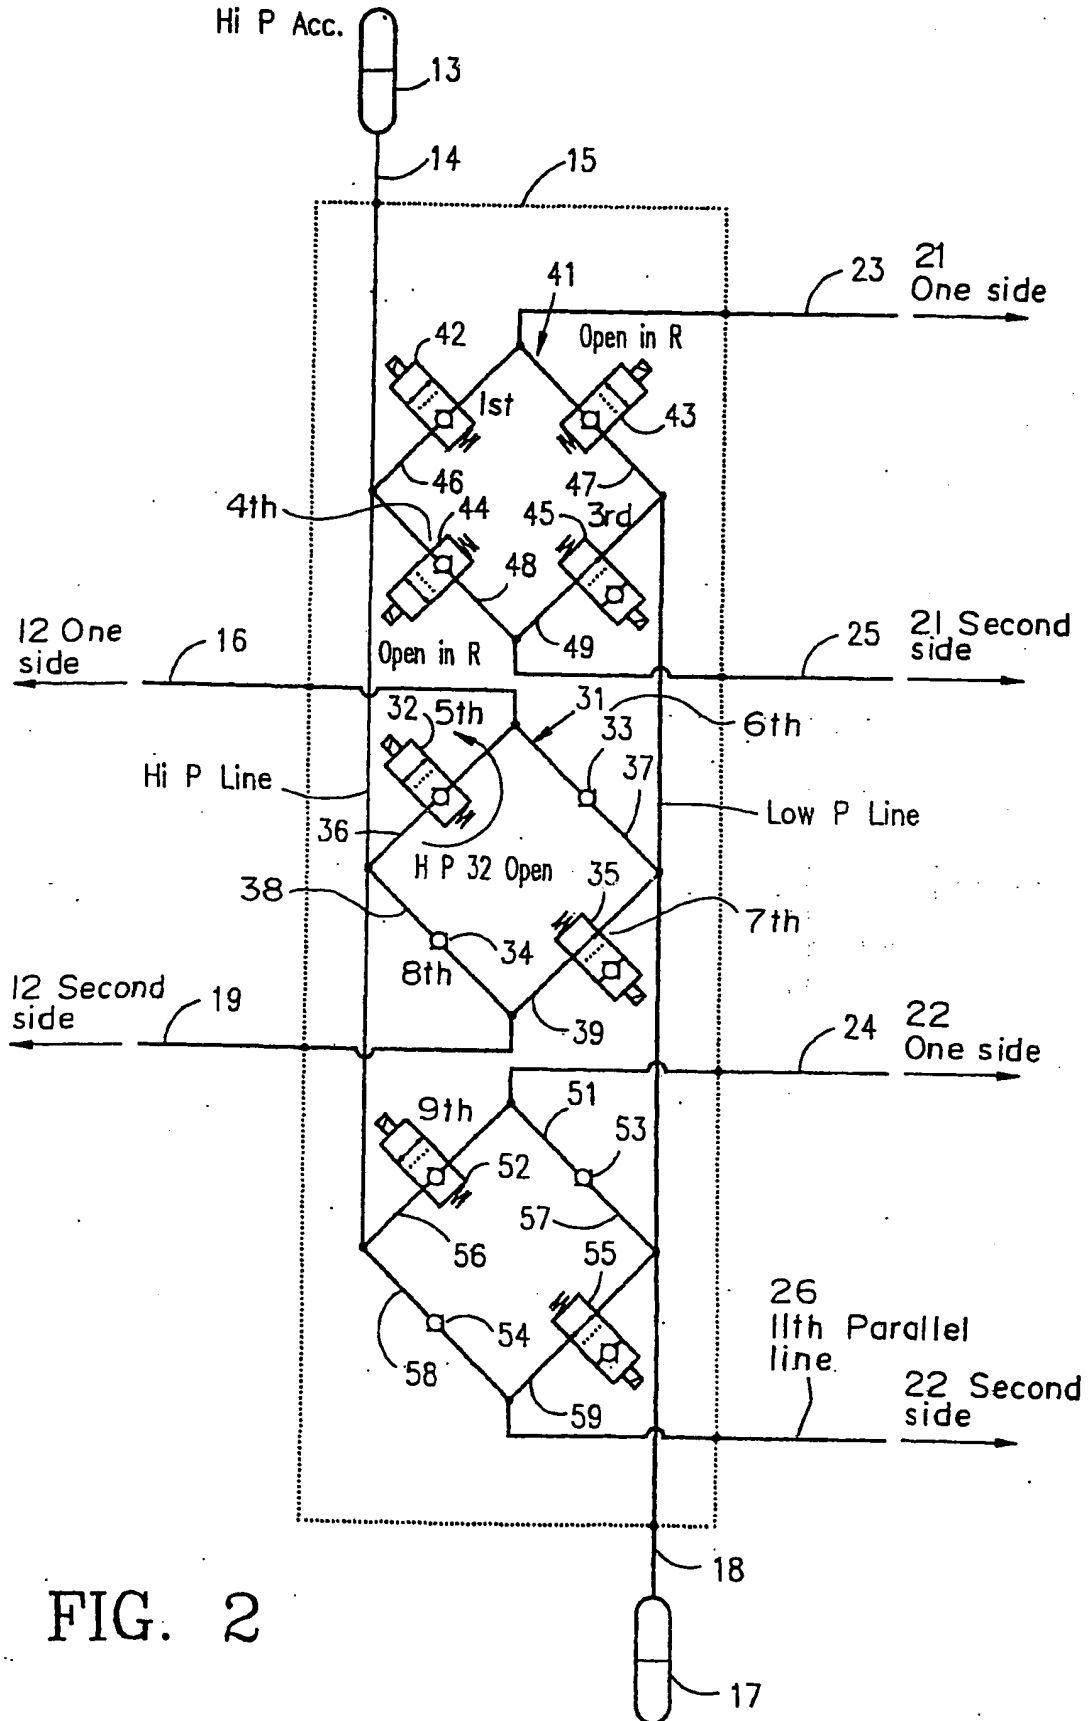 Hi P Acc.
13
14
15
41
23
21
One side
Open in R
42
1st
43
46
47
4th
44
45
3rd
48
49
12 One
side
16
Open in R
25
21 Second
side
32
5th
31
33
6th
37
Hi P Line
Low P Line
36
H P 32 Open
38
35
7th
34
8th
12 Second
side
19
39
24
22
One side
9th
51
53
52
57
56
55
26
11th Parallel
line
54
58
59
22 Second
side
18
FIG. 2
17